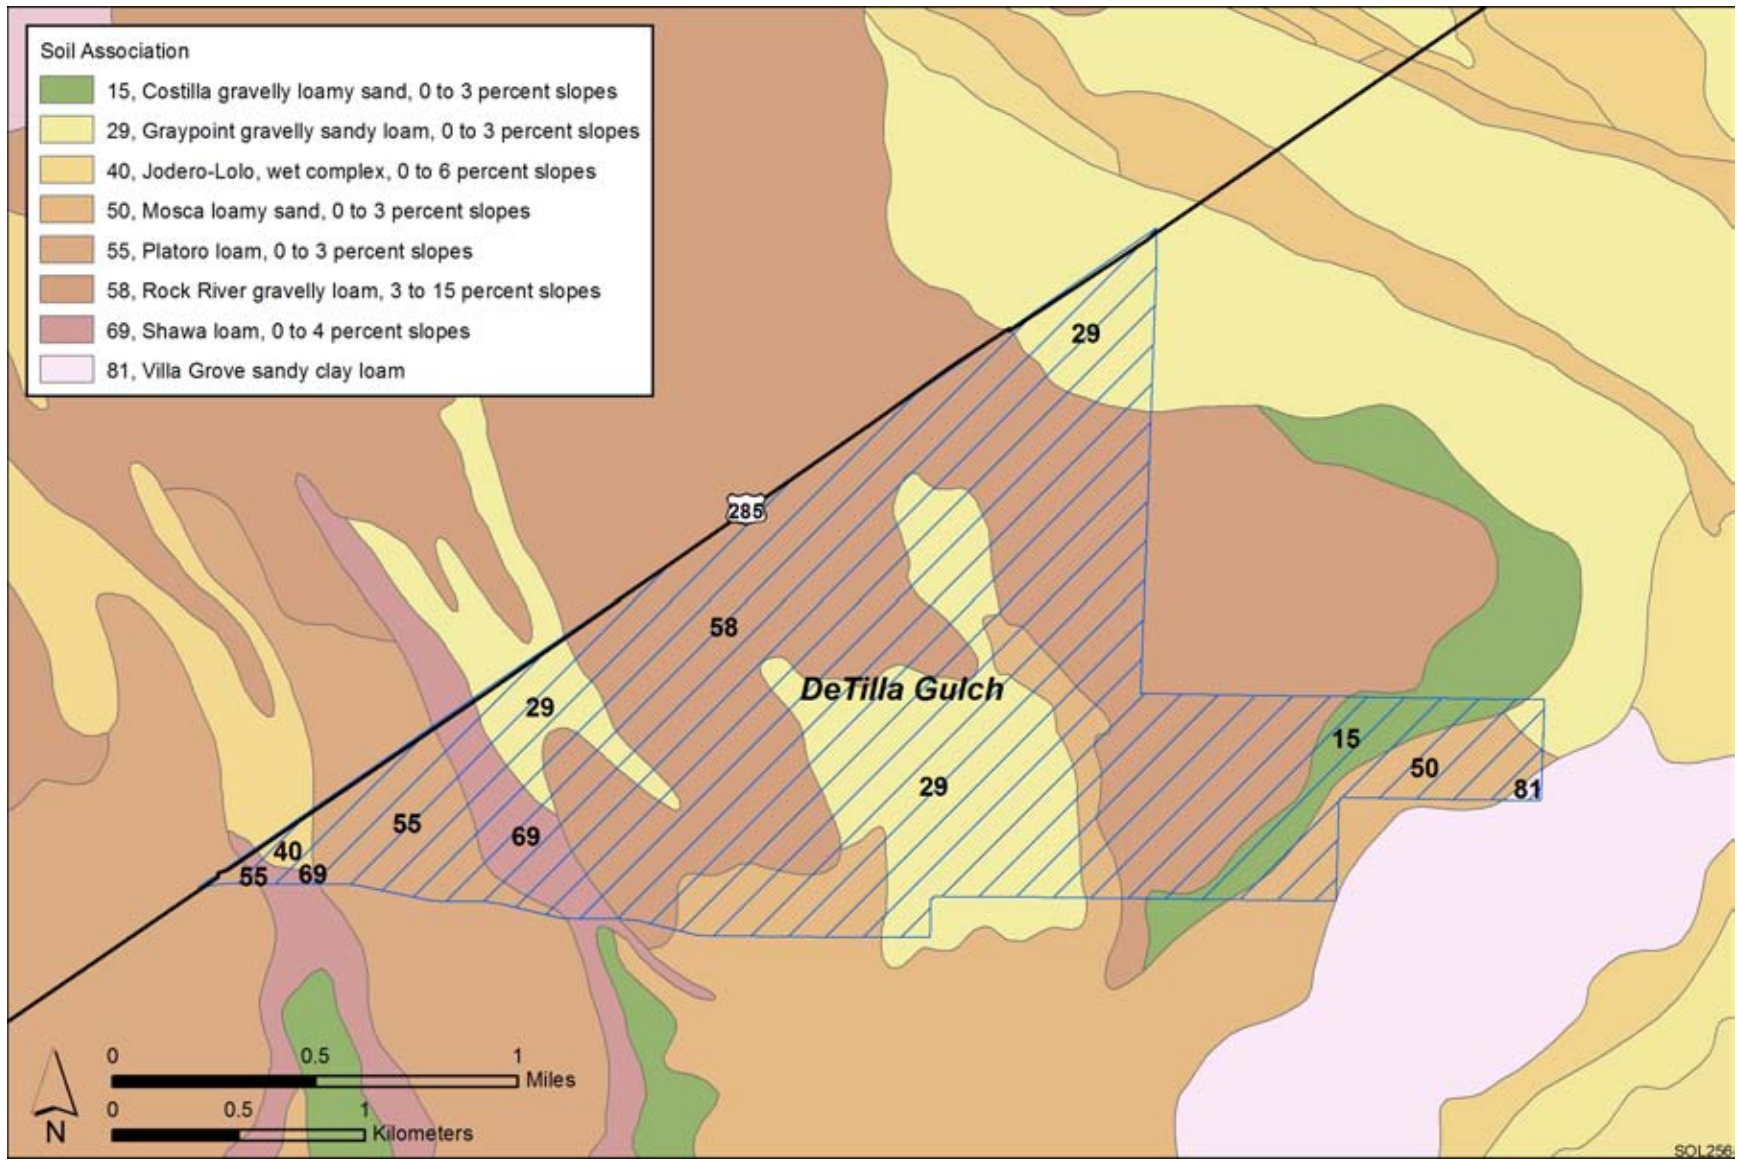 Soil Association
15, Costilla gravelly loamy sand, 0 to 3 percent slopes
29, Graypoint gravelly sandy loam, 0 to 3 percent slopes
40, Jodero-Lolo, wet complex, 0 to 6 percent slopes
50, Mosca loamy sand, 0 to 3 percent slopes
55, Platoro loam, 0 to 3 percent slopes
58, Rock River gravelly loam, 3 to 15 percent slopes
69, Shawa loam, 0 to 4 percent slopes
81, Villa Grove sandy clay loam
29
285
58
DeTilla Gulch
29
15
50
29
81
55
69
40
55
69
0 0.5 1
Miles
0 0.5 1
Kilometers
N
SOL256